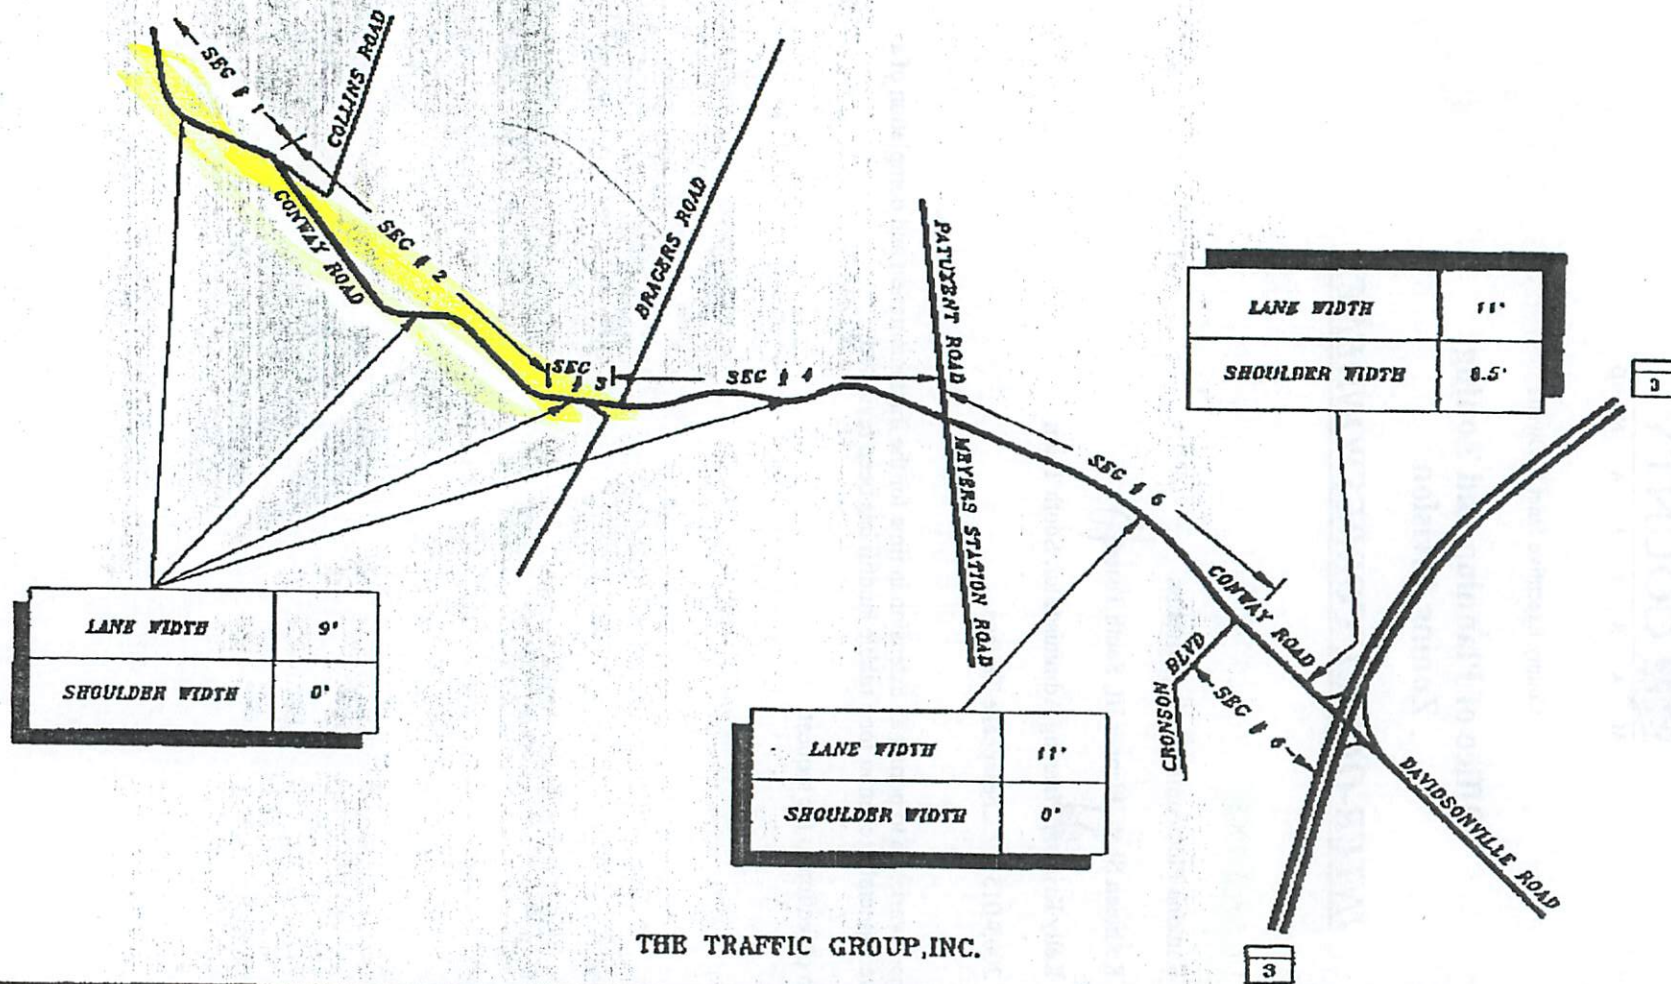 SEC # 1
COLLINS ROAD
CONWAY ROAD
SEC # 2
BRAGERS ROAD
SEC # 3
SEC # 4
PATUXENT ROAD
MEYERS STATION ROAD
SEC # 5
LANE WIDTH 11'
SHOULDER WIDTH 8.5'
3
LANE WIDTH 9'
SHOULDER WIDTH 0'
CONWAY ROAD
CRONSON BLVD
SEC # 6
LANE WIDTH 11'
SHOULDER WIDTH 0'
DAVIDSONVILLE ROAD
THE TRAFFIC GROUP,INC.
3